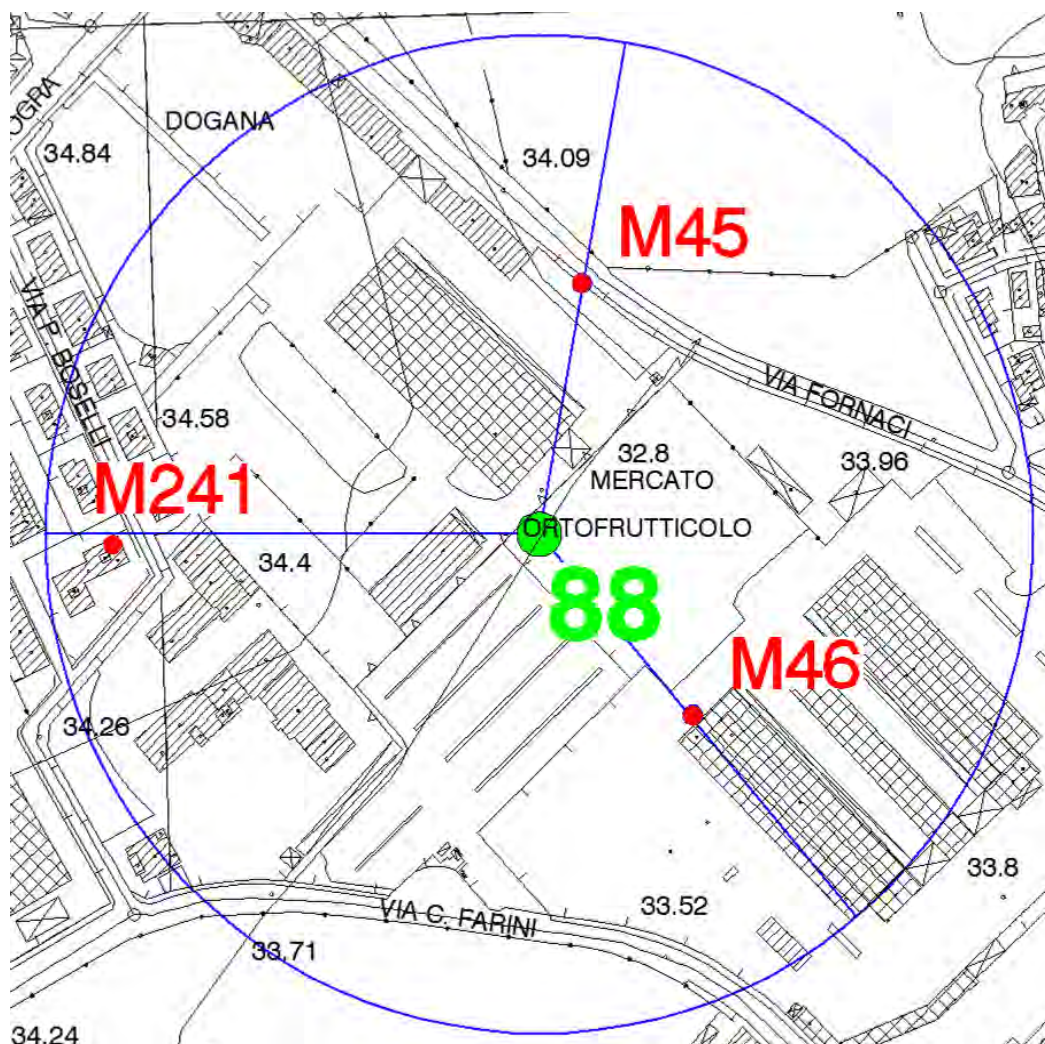 OGRA
DOGANA
34.84
34.09
M45
VIA P. BOSELLI
VIA FORNACI
34.58
32.8
MERCATO
33.96
M241
ORTOFRUTTICOLO
34.4
88
M46
34.26
33.8
33.52
VIA C. FARINI
33.71
34.24